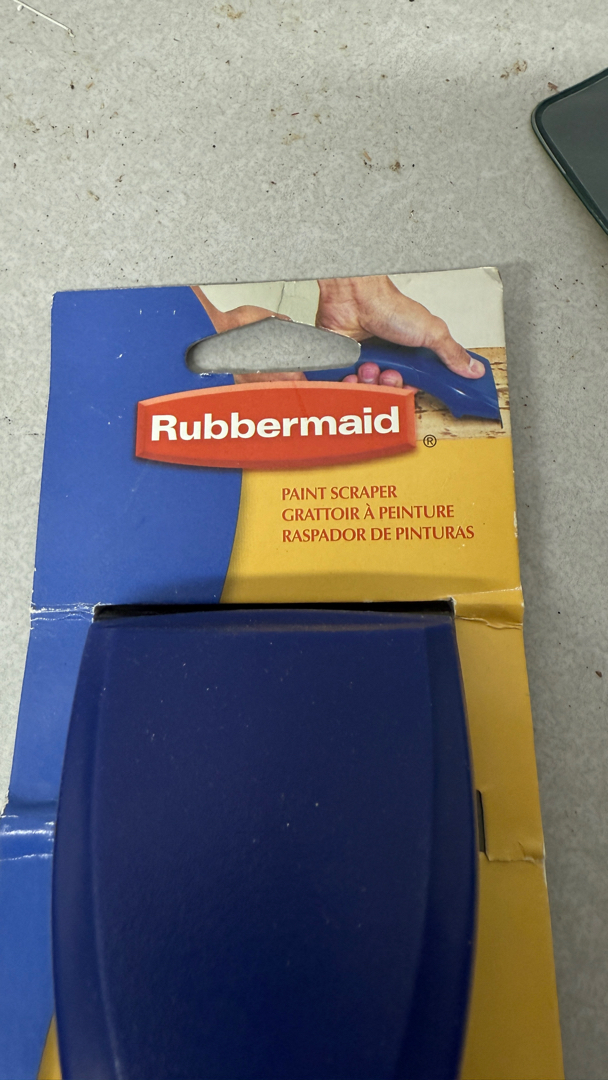 Rubbermaid®
PAINT SCRAPER
GRATTOIR À PEINTURE
RASPADOR DE PINTURAS